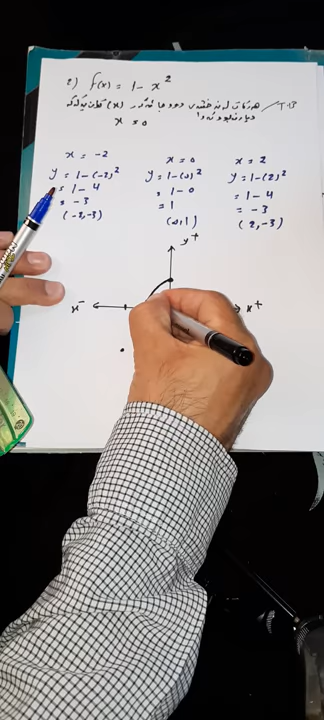 2) f(x) = 1 - x²
x = 0
x = -2
y = 1 - (-2)²
= 1 - 4
= -3
(-2, -3)
x = 0
y = 1 - (0)²
= 1 - 0
= 1
(0, 1)
x = 2
y = 1 - (2)²
= 1 - 4
= -3
(2, -3)
y+
x- x+